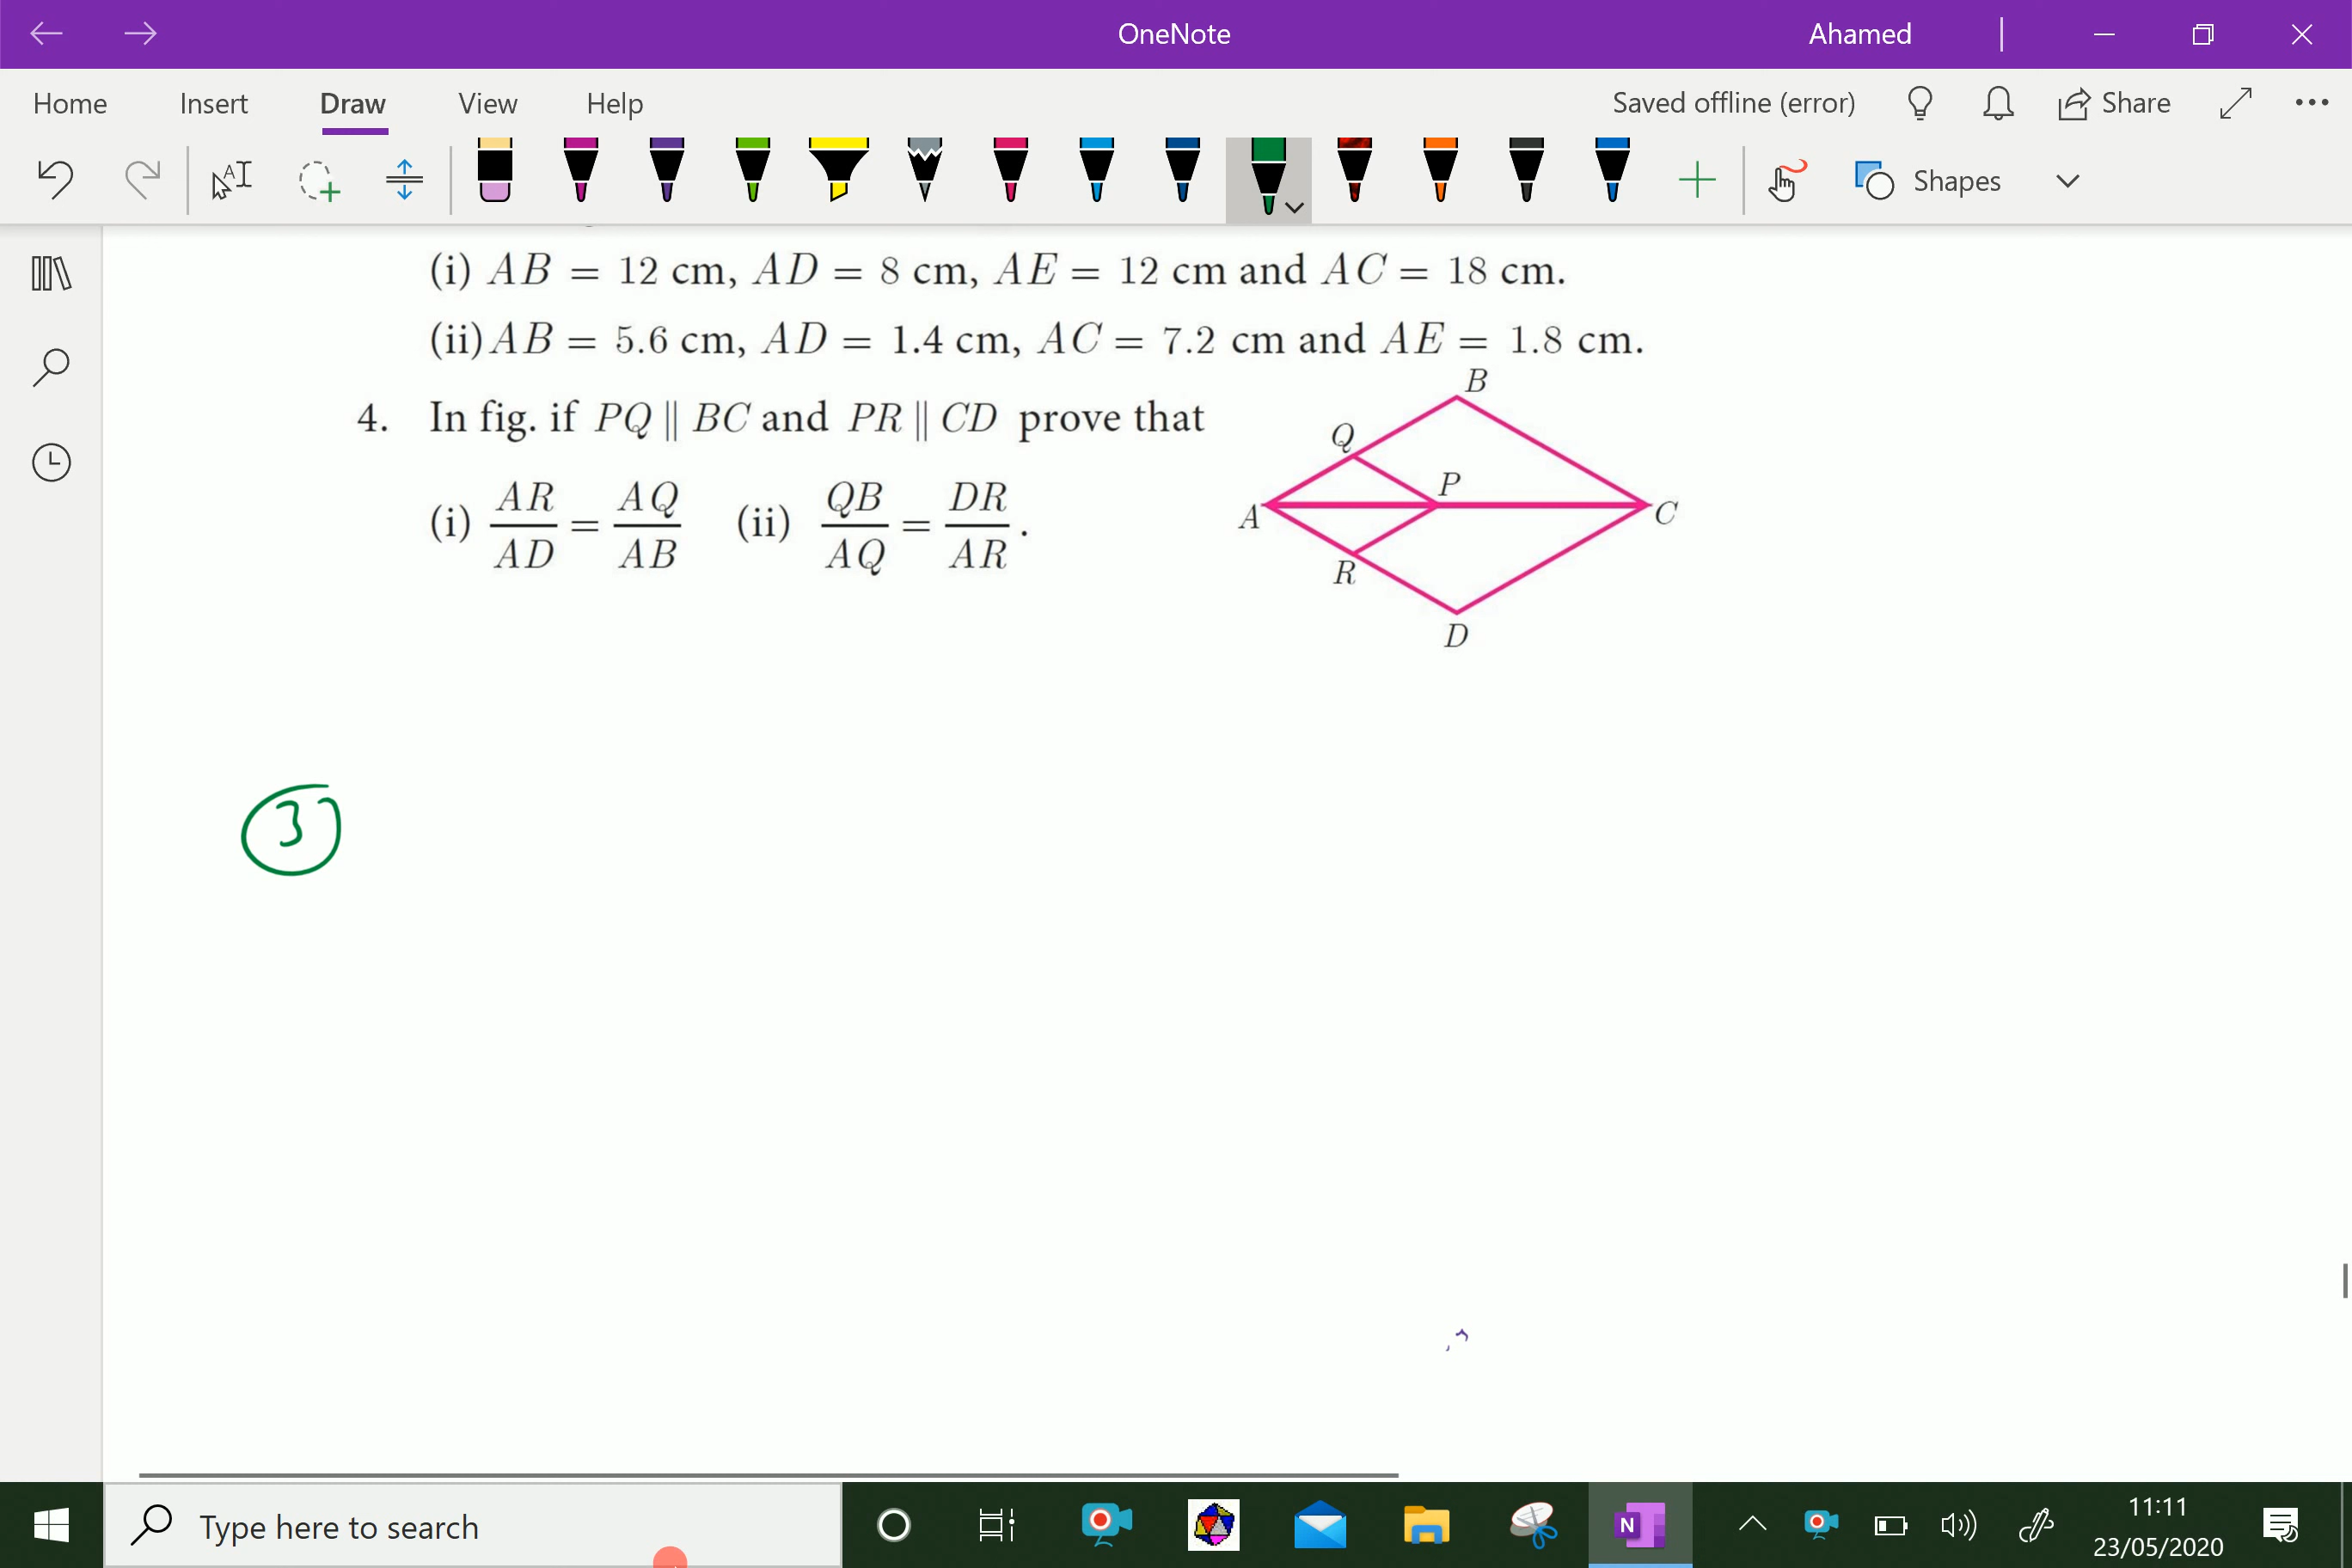 OneNote
Ahamed
Home Insert Draw View Help
Saved offline (error) Share
Shapes
(i) AB = 12 cm, AD = 8 cm, AE = 12 cm and AC = 18 cm.
(ii) AB = 5.6 cm, AD = 1.4 cm, AC = 7.2 cm and AE = 1.8 cm.
4. In fig. if PQ || BC and PR || CD prove that
(i) AR/AD = AQ/AB (ii) QB/AQ = DR/AR .
B
Q
P
A
C
R
D
3
Type here to search
N
11:11
23/05/2020